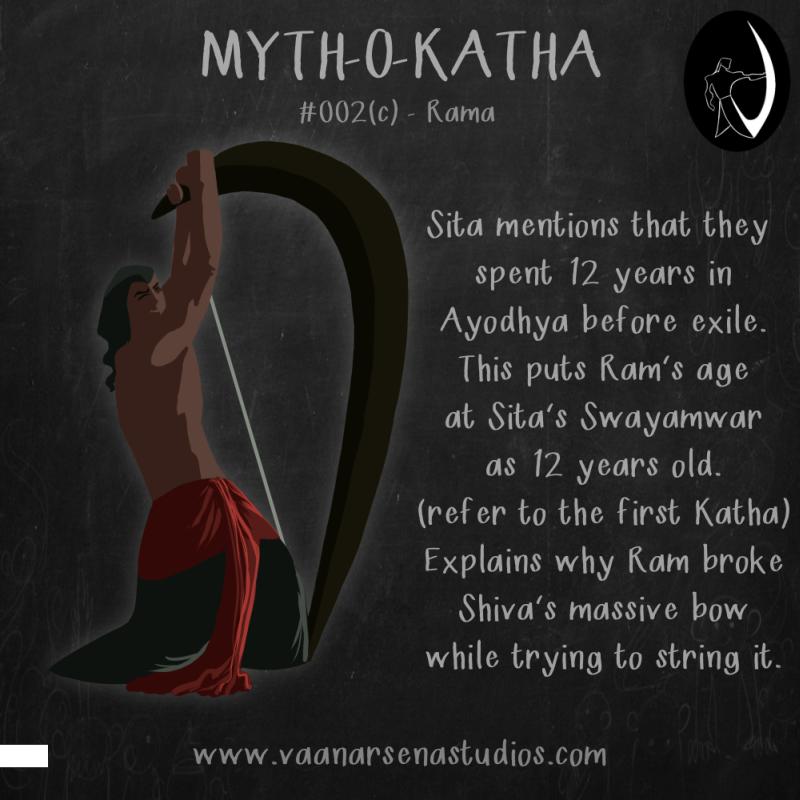 MYTH-O-KATHA
#002(c) - Rama
Sita mentions that they
spent 12 years in
Ayodhya before exile.
This puts Ram's age
at Sita's Swayamwar
as 12 years old.
(refer to the first Katha)
Explains why Ram broke
Shiva's massive bow
while trying to string it.
www.vaanarsenastudios.com